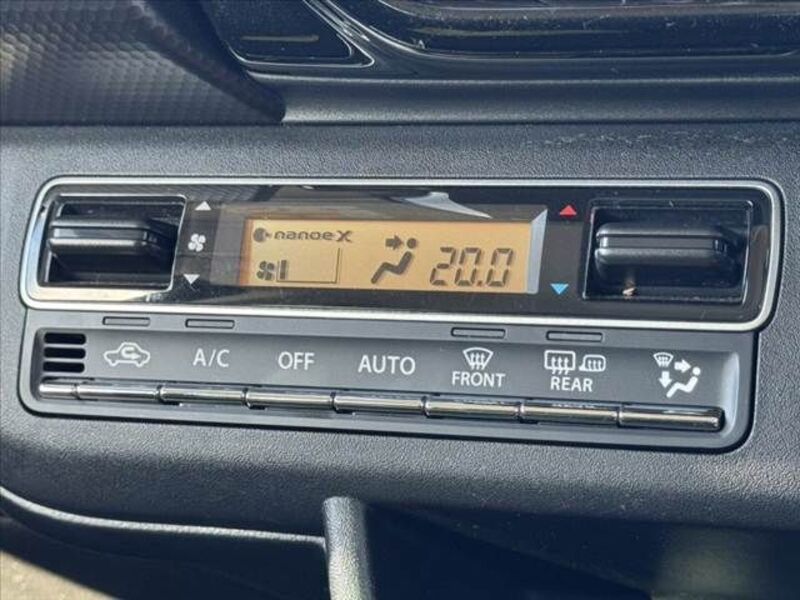 nanoeX
20.0
A/C OFF AUTO FRONT REAR